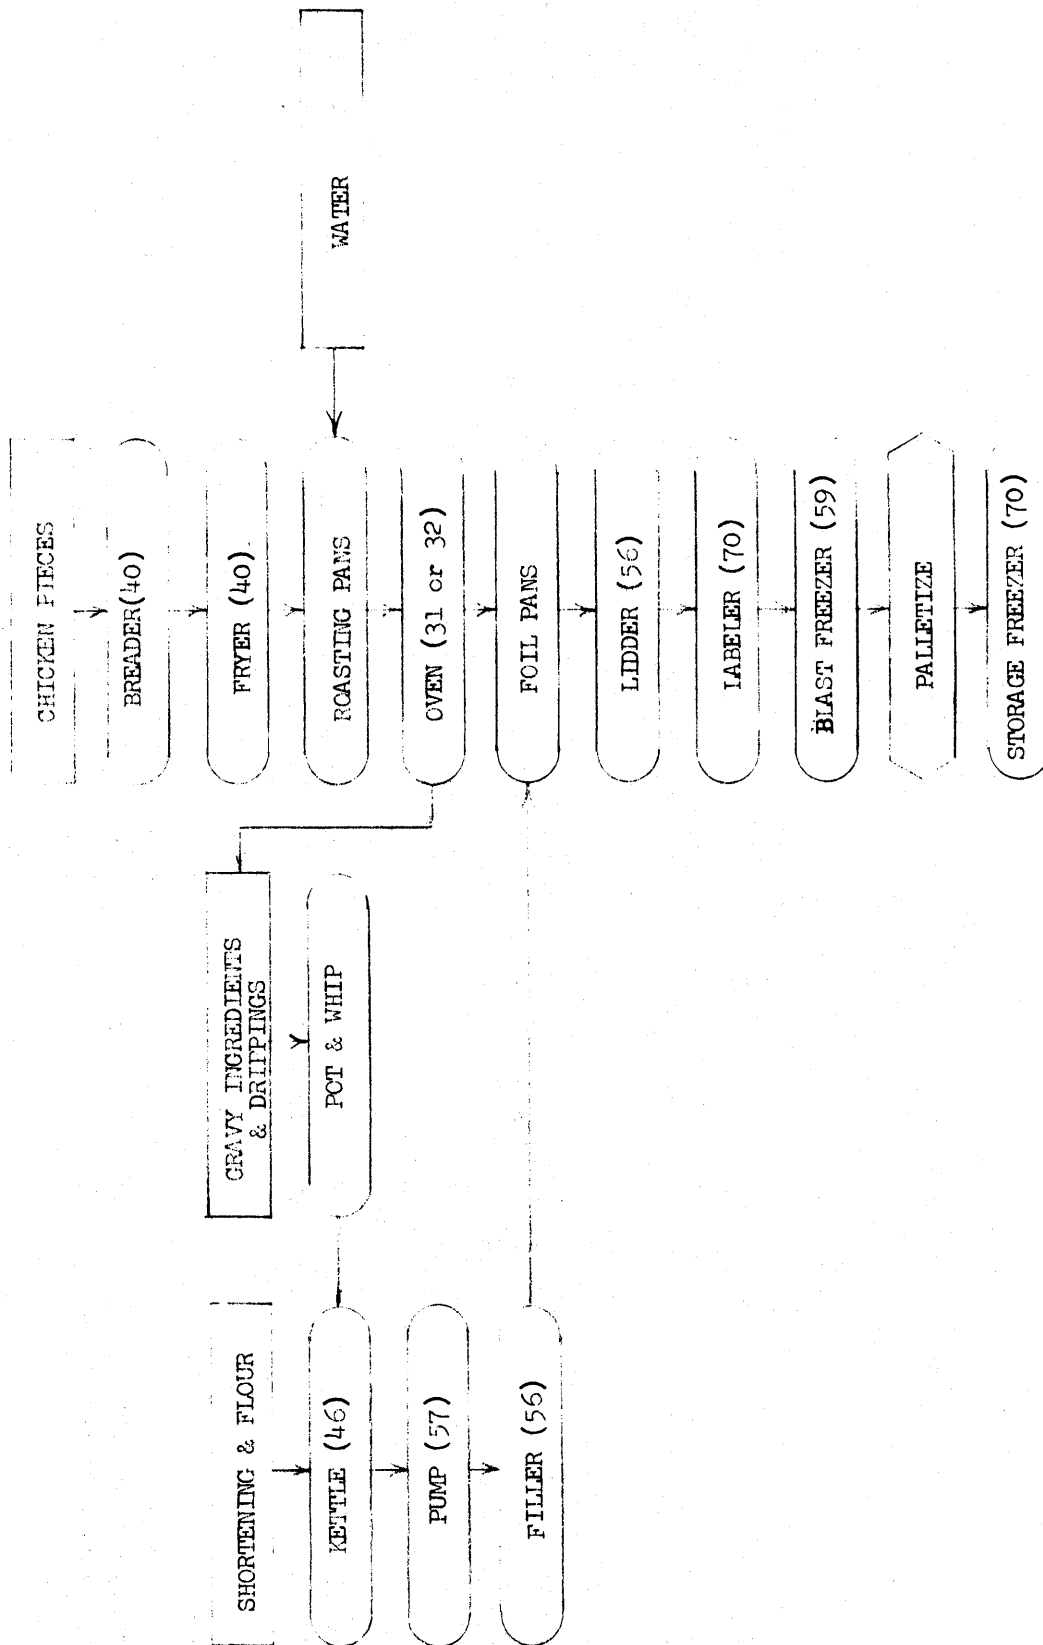 CHICKEN PIECES
BREADER(40)
FRYER (40)
ROASTING PANS
WATER
OVEN (31 or 32)
GRAVY INGREDIENTS
& DRIPPINGS
POT & WHIP
SHORTENING & FLOUR
KETTLE (46)
PUMP (57)
FILLER (56)
FOIL PANS
LIDDER (56)
LABELER (70)
BLAST FREEZER (59)
PALLETIZE
STORAGE FREEZER (70)